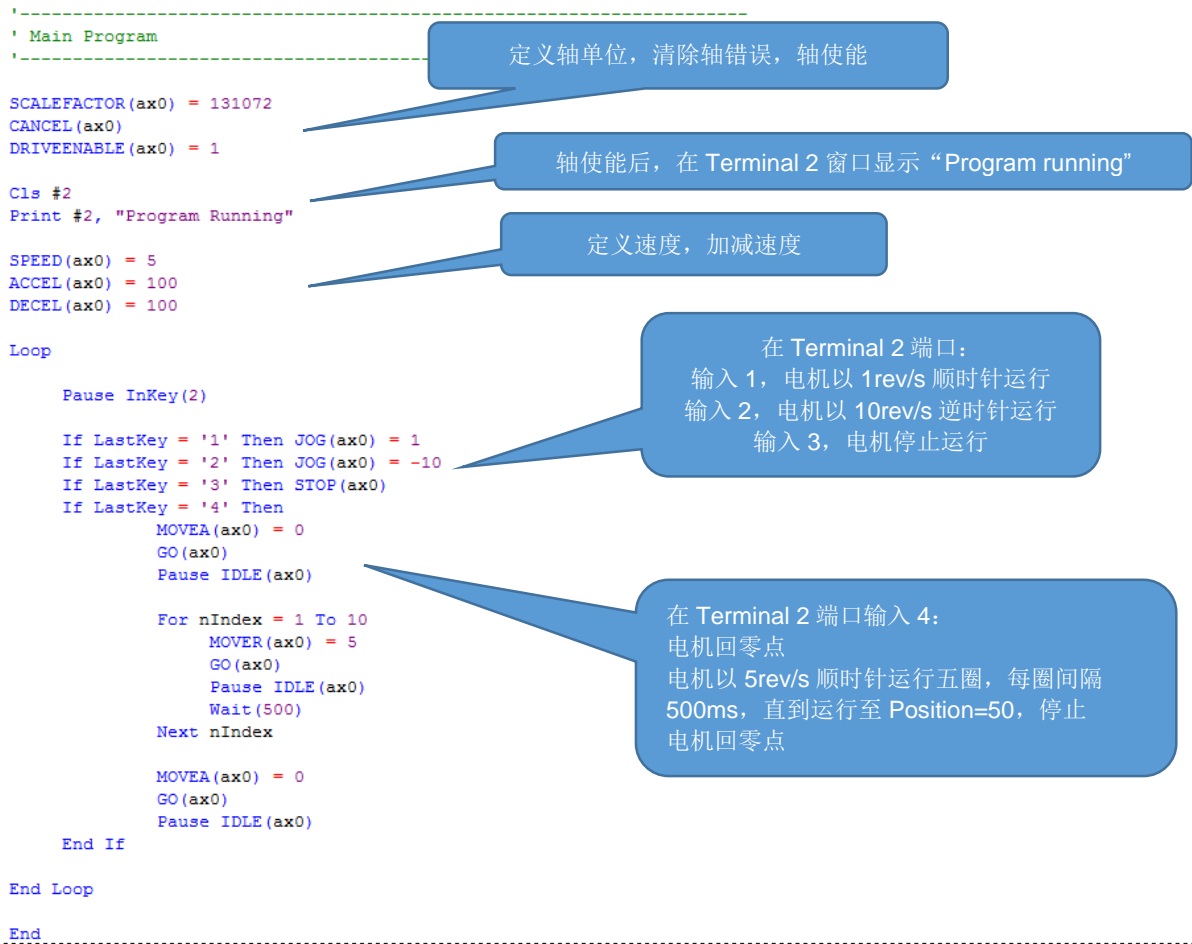 '-------------------------------------------------------------------
' Main Program
'-------------------------------------------------------------------
定义轴单位，清除轴错误，轴使能
SCALEFACTOR(ax0) = 131072
CANCEL(ax0)
DRIVEENABLE(ax0) = 1
轴使能后，在 Terminal 2 窗口显示“Program running”
Cls #2
Print #2, "Program Running"
定义速度，加减速度
SPEED(ax0) = 5
ACCEL(ax0) = 100
DECEL(ax0) = 100
Loop
Pause InKey(2)
If LastKey = '1' Then JOG(ax0) = 1
If LastKey = '2' Then JOG(ax0) = -10
If LastKey = '3' Then STOP(ax0)
If LastKey = '4' Then
在 Terminal 2 端口：
输入 1，电机以 1rev/s 顺时针运行
输入 2，电机以 10rev/s 逆时针运行
输入 3，电机停止运行
MOVEA(ax0) = 0
GO(ax0)
Pause IDLE(ax0)
For nIndex = 1 To 10
MOVER(ax0) = 5
GO(ax0)
Pause IDLE(ax0)
Wait(500)
Next nIndex
在 Terminal 2 端口输入 4：
电机回零点
电机以 5rev/s 顺时针运行五圈，每圈间隔
500ms，直到运行至 Position=50，停止
电机回零点
MOVEA(ax0) = 0
GO(ax0)
Pause IDLE(ax0)
End If
End Loop
End